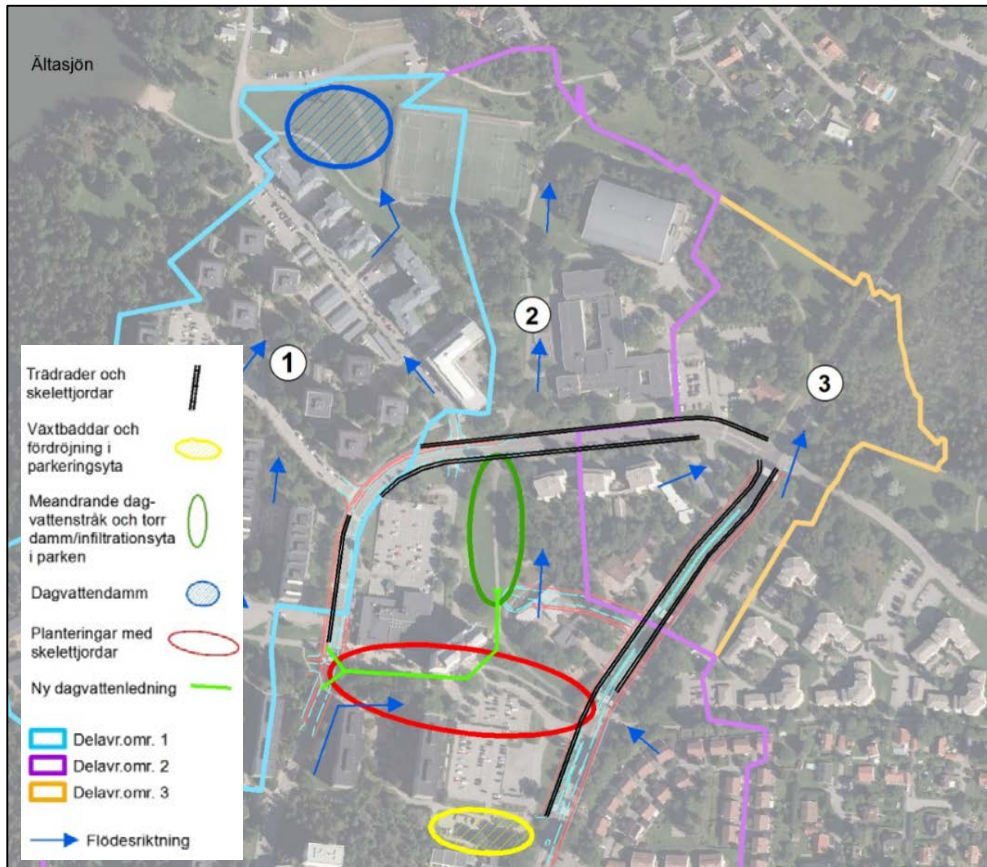 Ältasjön
2
1
3
Trädrader och
skelettjordar
Växtbäddar och
fördröjning i
parkeringsyta
Meandrande dag-
vattenstråk och torr
damm/infiltrationsyta
i parken
Dagvattendamm
Planteringar med
skelettjordar
Ny dagvattenledning
Delavr.omr. 1
Delavr.omr. 2
Delavr.omr. 3
Flödesriktning